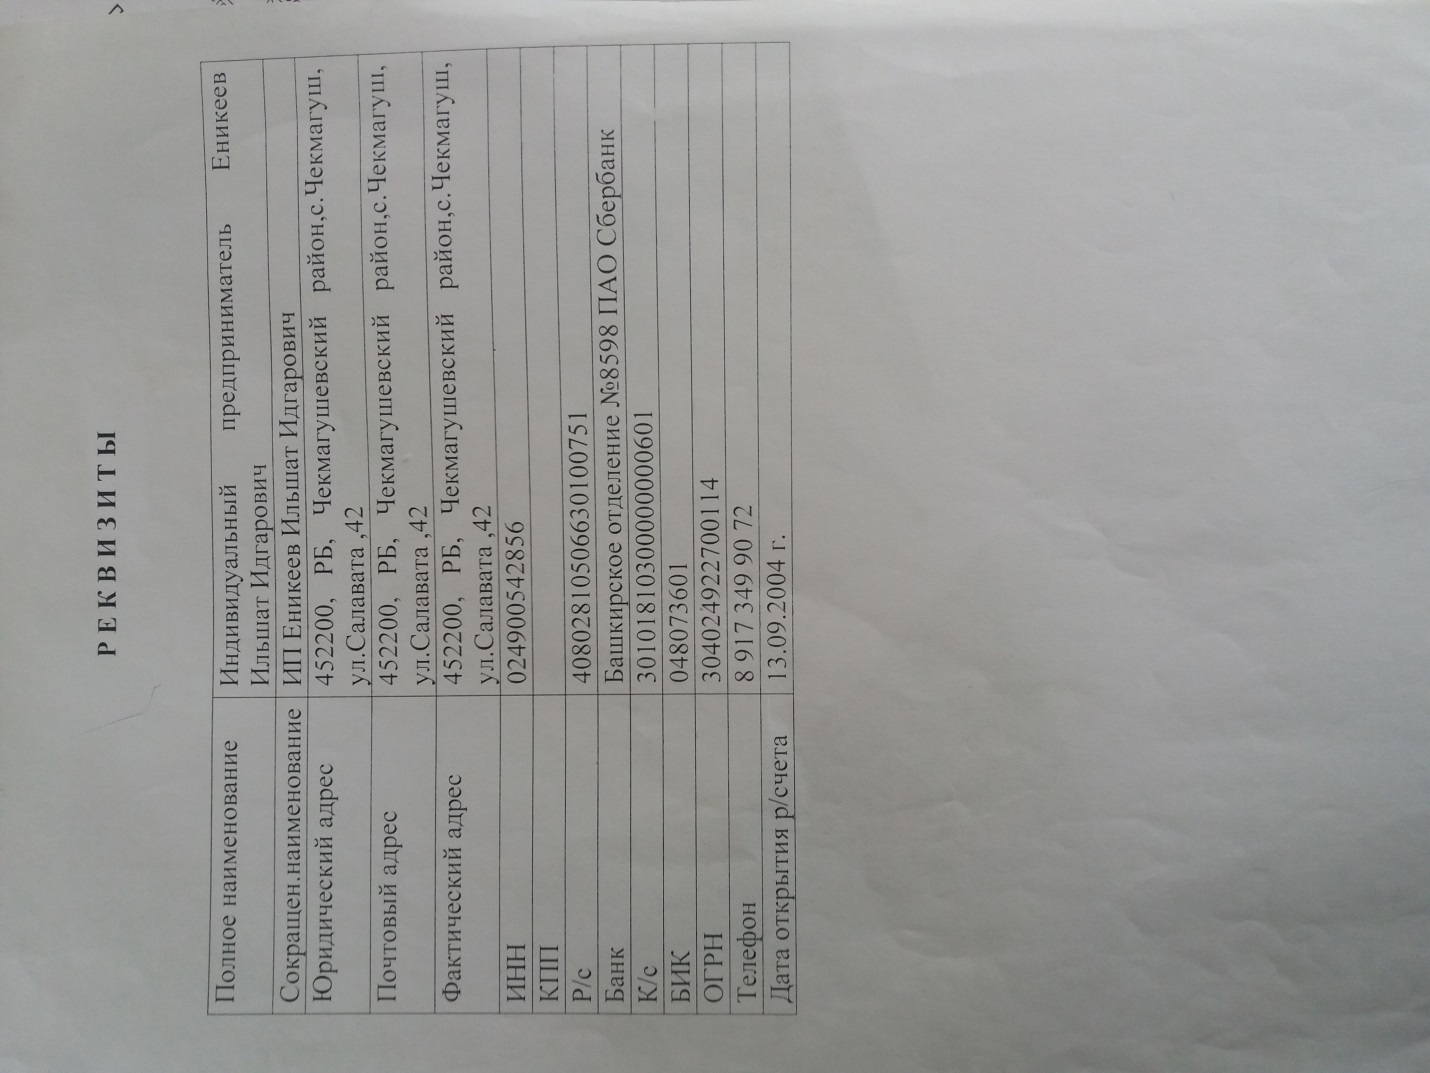 РЕКВИЗИТЫ
Полное наименование Индивидуальный предприниматель Еникеев
Ильшат Идгарович
Сокращен.наименование ИП Еникеев Ильшат Идгарович
Юридический адрес 452200, РБ, Чекмагушевский район,с.Чекмагуш,
ул.Салавата ,42
Почтовый адрес 452200, РБ, Чекмагушевский район,с.Чекмагуш,
ул.Салавата ,42
Фактический адрес 452200, РБ, Чекмагушевский район,с.Чекмагуш,
ул.Салавата ,42
ИНН 024900542856
КПП
Р/с 40802810506630100751
Банк Башкирское отделение №8598 ПАО Сбербанк
К/с 30101810300000000601
БИК 048073601
ОГРН 304024922700114
Телефон 8 917 349 90 72
Дата открытия р/счета 13.09.2004 г.